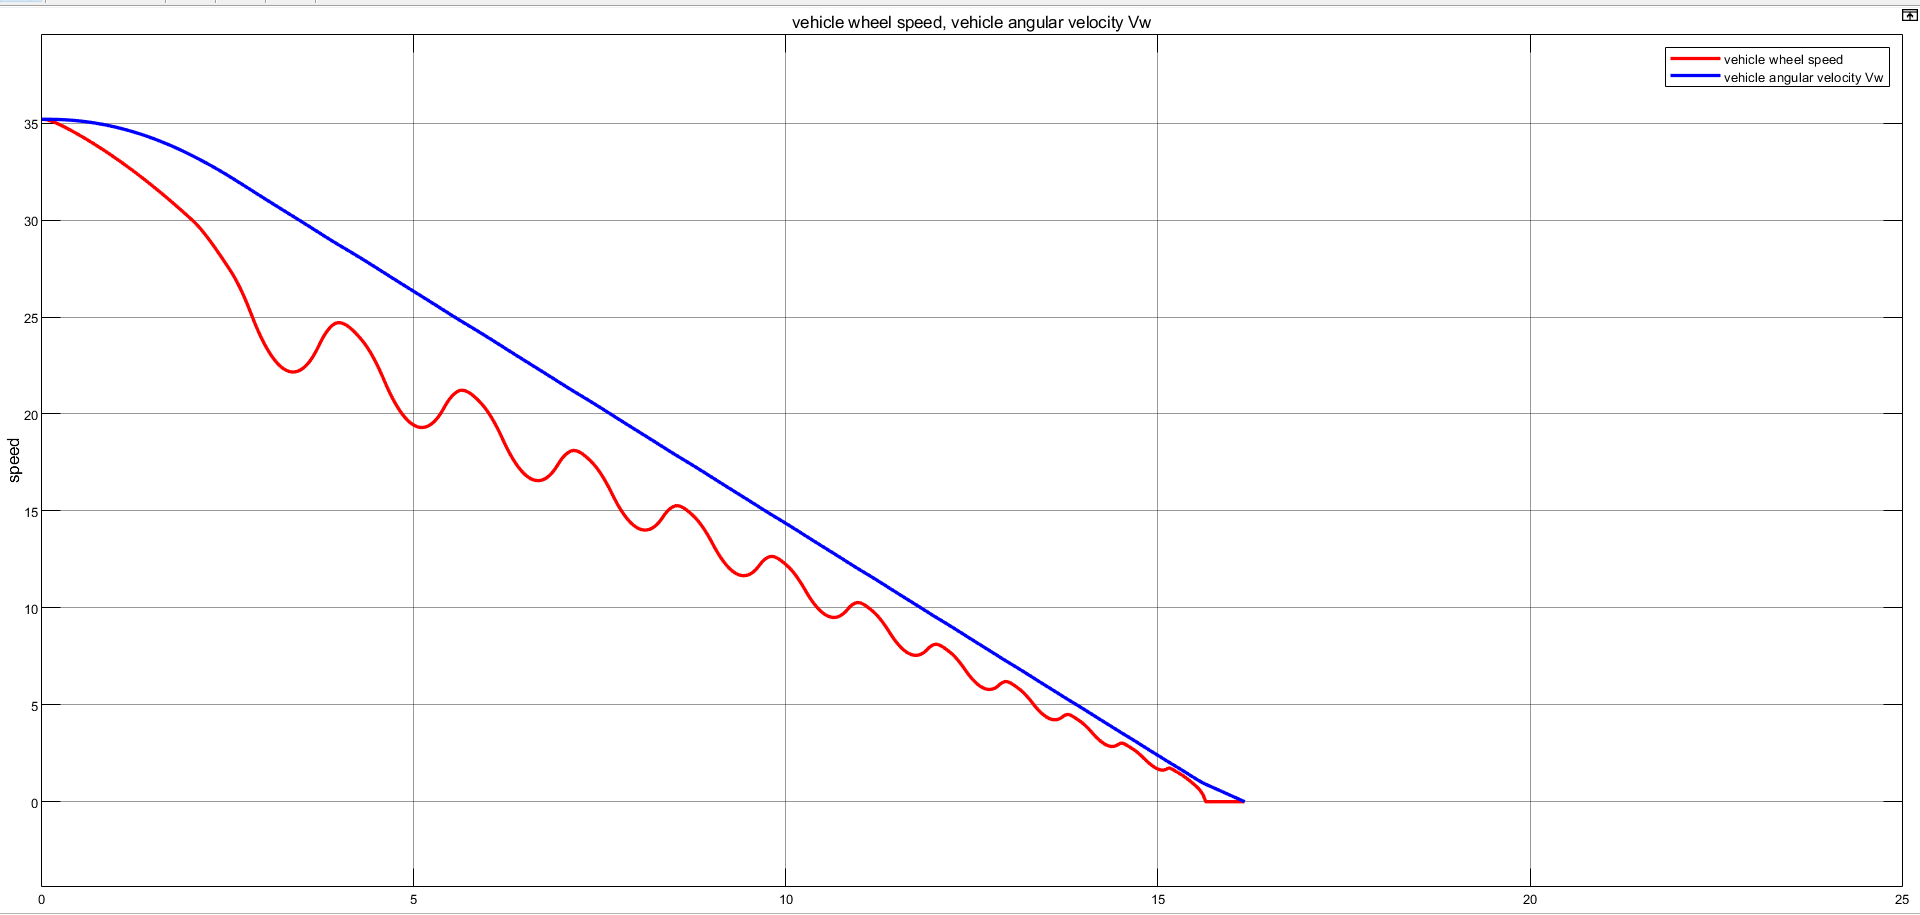 vehicle wheel speed, vehicle angular velocity Vw
vehicle wheel speed
vehicle angular velocity Vw
35
30
25
20
15
10
5
0
speed
0 5 10 15 20 25